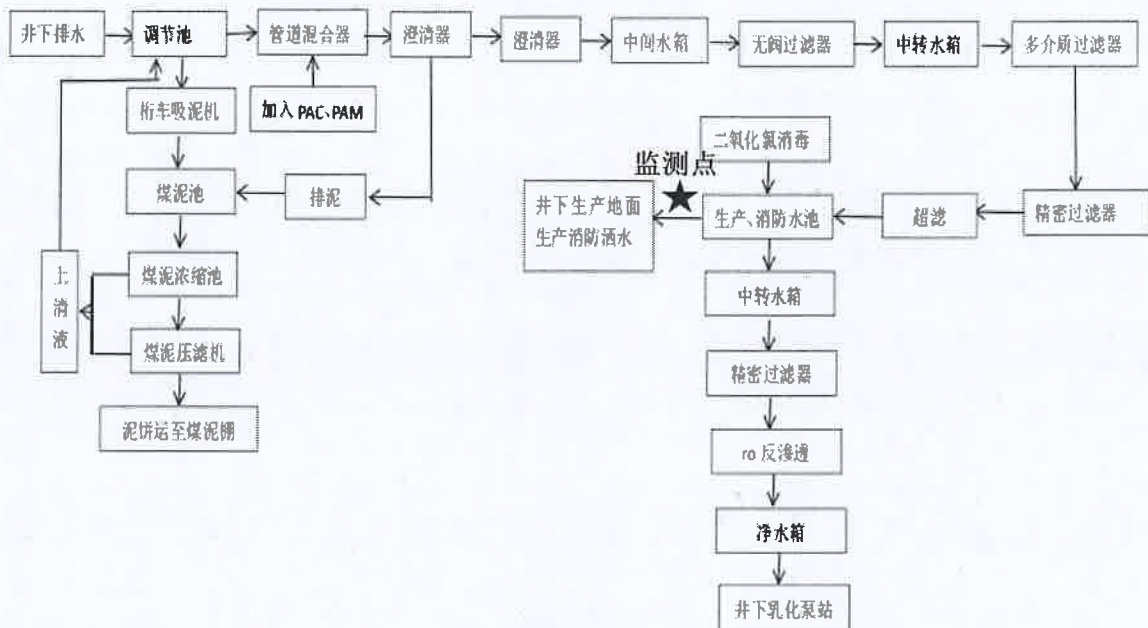 井下排水
调节池
管道混合器
澄清器
澄清器
中间水箱
无阀过滤器
中转水箱
多介质过滤器
桁车吸泥机
加入 PAC、PAM
二氧化氯消毒
监测点
煤泥池
排泥
井下生产地面
生产消防洒水
生产、消防水池
超滤
精密过滤器
上
清
液
煤泥浓缩池
中转水箱
煤泥压滤机
精密过滤器
泥饼运至煤泥棚
ro 反渗透
净水箱
井下乳化泵站